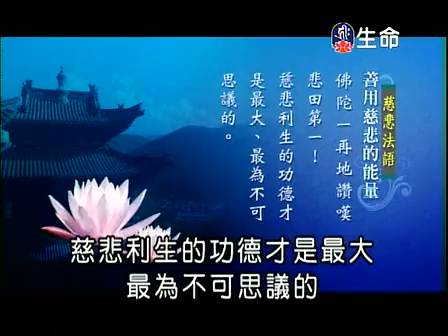 生命
慈悲法語
善用慈悲的能量
佛陀一再地讚嘆
悲田第一！
慈悲利生的功德才
是最大、最為不可
思議的。
慈悲利生的功德才是最大
最為不可思議的